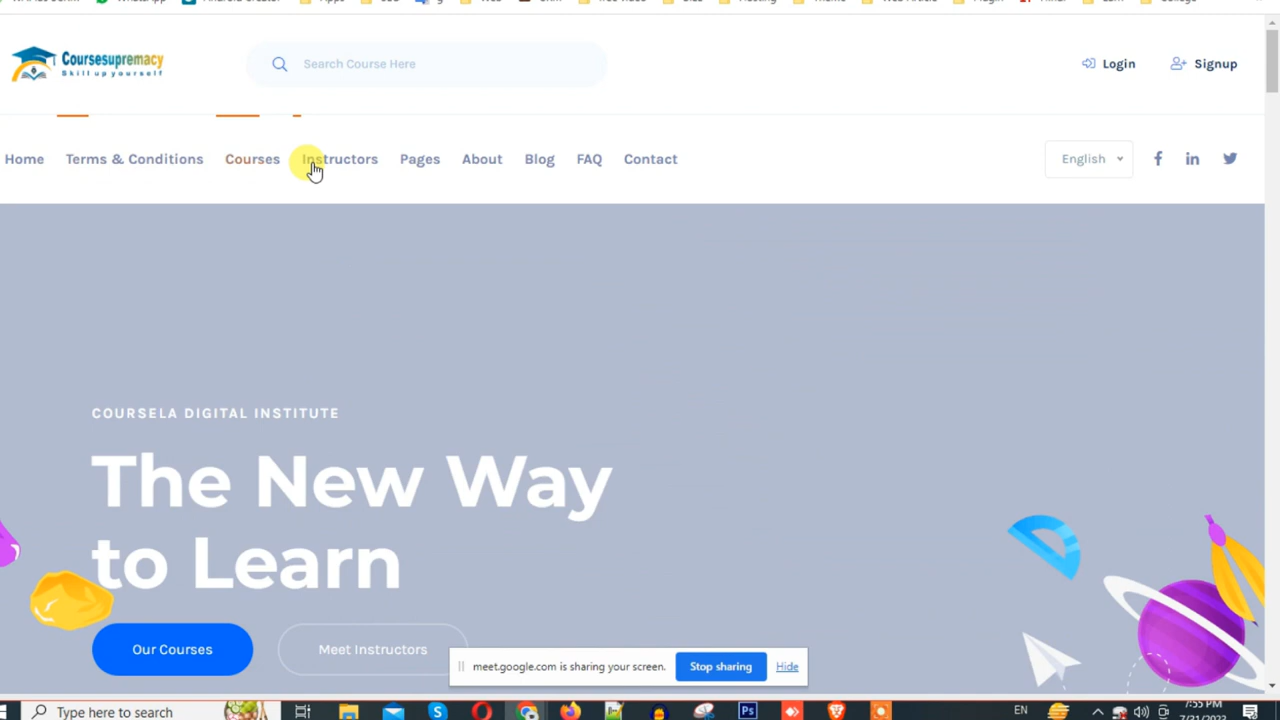 WhatsApp
Coursesupremacy
Skill up yourself
Search Course Here
Login
Signup
Home
Terms & Conditions
Courses
Instructors
Pages
About
Blog
FAQ
Contact
English
COURSELA DIGITAL INSTITUTE
The New Way
to Learn
Our Courses
Meet Instructors
meet.google.com is sharing your screen.
Stop sharing
Hide
Type here to search
EN
7:55 PM